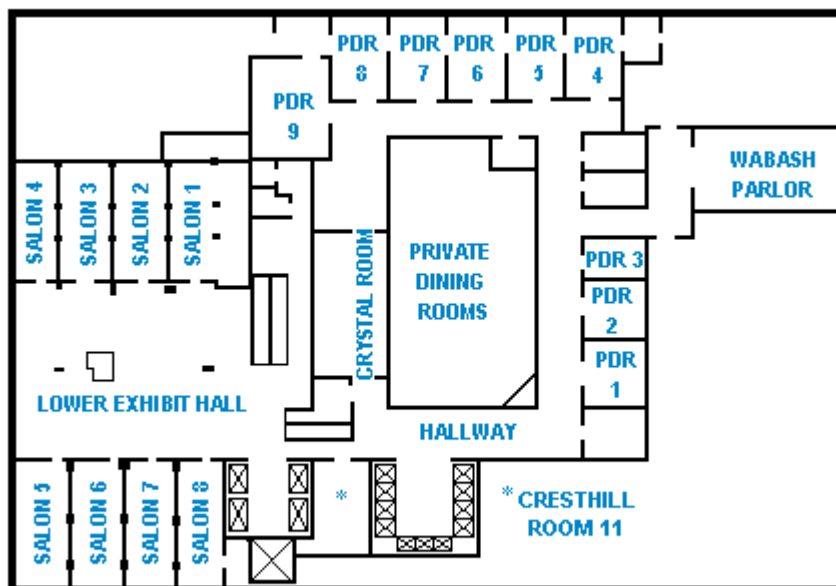 PDR
8
PDR
7
PDR
6
PDR
5
PDR
4
PDR
9
WABASH
PARLOR
SALON 4
SALON 3
SALON 2
SALON 1
CRYSTAL ROOM
PRIVATE
DINING
ROOMS
PDR 3
PDR
2
PDR
1
LOWER EXHIBIT HALL
HALLWAY
SALON 5
SALON 6
SALON 7
SALON 8
*
* CRESTHILL
ROOM 11